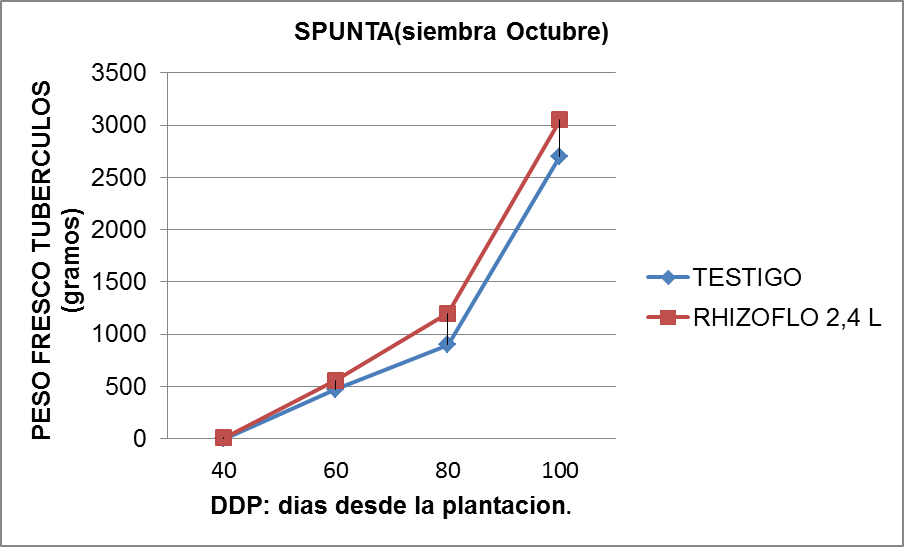 SPUNTA(siembra Octubre)
PESO FRESCO TUBERCULOS
(gramos)
3500
3000
2500
2000
1500
1000
500
0
40 60 80 100
DDP: dias desde la plantacion.
TESTIGO
RHIZOFLO 2,4 L